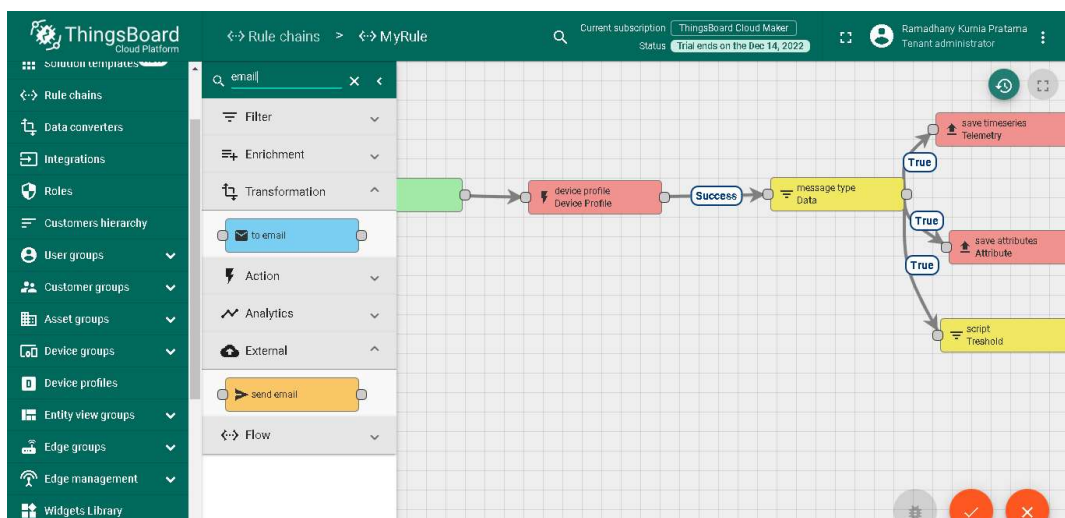 ThingsBoard
Cloud Platform
Rule chains > MyRule
Current subscription ThingsBoard Cloud Maker
Status Trial ends on the Dec 14, 2022
Ramadhany Kurnia Pratama
Tenant administrator
Solution templates
Rule chains
Data converters
Integrations
Roles
Customers hierarchy
User groups
Customer groups
Asset groups
Device groups
Device profiles
Entity view groups
Edge groups
Edge management
Widgets Library
email
Filter
Enrichment
Transformation
to email
Action
Analytics
External
send email
Flow
device profile
Device Profile
Success
message type
Data
True
True
True
save timeseries
Telemetry
save attributes
Attribute
script
Treshold